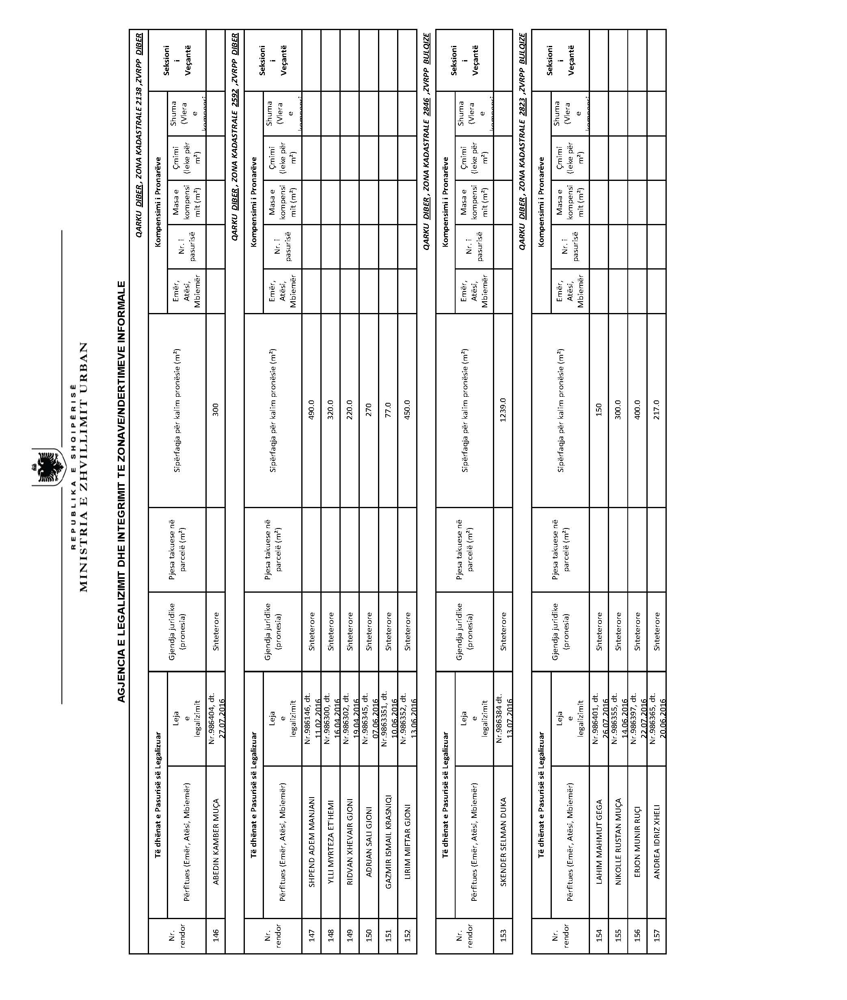 REPUBLIKA E SHQIPËRISË
MINISTRIA E ZHVILLIMIT URBAN
AGJENCIA E LEGALIZIMIT DHE INTEGRIMIT TE ZONAVE/NDERTIMEVE INFORMALE
QARKU DIBER, ZONA KADASTRALE 2138 ,ZVRPP DIBER
Nr. rendor
Të dhënat e Pasurisë së Legalizuar
Përfitues (Emër, Atësi, Mbiemër)
Leja e legalizimit
Gjendja juridike (pronesia)
Pjesa takuese në parcelë (m²)
Sipërfaqja për kalim pronësie (m²)
Kompensimi i Pronarëve
Emër, Atësi, Mbiemër
Nr. i pasurisë
Masa e kompensi mit (m²)
Çmimi (leke për m²)
Shuma (Vlera e kompensi
Seksioni i Veçantë
146 ABEDIN KAMBER MUÇA Nr.986404, dt. 27.07.2016 Shteterore 300
QARKU DIBER, ZONA KADASTRALE 2592 ,ZVRPP DIBER
Nr. rendor
Të dhënat e Pasurisë së Legalizuar
Përfitues (Emër, Atësi, Mbiemër)
Leja e legalizimit
Gjendja juridike (pronesia)
Pjesa takuese në parcelë (m²)
Sipërfaqja për kalim pronësie (m²)
Kompensimi i Pronarëve
Emër, Atësi, Mbiemër
Nr. i pasurisë
Masa e kompensi mit (m²)
Çmimi (leke për m²)
Shuma (Vlera e kompensi
Seksioni i Veçantë
147 SHPEND ADEM MANJANI Nr.986146, dt. 11.02.2016 Shteterore 490.0
148 YLLI MYRTEZA ET'HEMI Nr.986300, dt. 16.04.2016 Shteterore 320.0
149 RIDVAN XHEVAIR GJONI Nr.986302, dt. 19.04.2016 Shteterore 220.0
150 ADRJAN SALI GJONI Nr.986345, dt. 07.06.2016 Shteterore 270
151 GAZMIR ISMAIL KRASNIQI Nr.9863351, dt. 10.06.2016 Shteterore 77.0
152 LIRIM MIFTAR GJONI Nr.986352, dt. 13.06.2016 Shteterore 450.0
QARKU DIBER , ZONA KADASTRALE 2846 ,ZVRPP BULQIZE
Nr. rendor
Të dhënat e Pasurisë së Legalizuar
Përfitues (Emër, Atësi, Mbiemër)
Leja e legalizimit
Gjendja juridike (pronesia)
Pjesa takuese në parcelë (m²)
Sipërfaqja për kalim pronësie (m²)
Kompensimi i Pronarëve
Emër, Atësi, Mbiemër
Nr. i pasurisë
Masa e kompensi mit (m²)
Çmimi (leke për m²)
Shuma (Vlera e kompensi
Seksioni i Veçantë
153 SKENDER SELMAN DUKA Nr.986384 dt. 13.07.2016 Shteterore 1239.0
QARKU DIBER , ZONA KADASTRALE 2823 ,ZVRPP BULQIZE
Nr. rendor
Të dhënat e Pasurisë së Legalizuar
Përfitues (Emër, Atësi, Mbiemër)
Leja e legalizimit
Gjendja juridike (pronesia)
Pjesa takuese në parcelë (m²)
Sipërfaqja për kalim pronësie (m²)
Kompensimi i Pronarëve
Emër, Atësi, Mbiemër
Nr. i pasurisë
Masa e kompensi mit (m²)
Çmimi (leke për m²)
Shuma (Vlera e kompensi
Seksioni i Veçantë
154 LAHIM MAHMUT GEGA Nr.986401, dt. 26.07.2016 Shteterore 150
155 NIKOLLE RUSTAN MUÇA Nr.986355, dt. 14.06.2016 Shteterore 300.0
156 ERJON MUNIR RUÇI Nr.986397, dt. 22.07.2016 Shteterore 400.0
157 ANDREA IDRIZ XHELI Nr.986365, dt. 20.06.2016 Shteterore 217.0